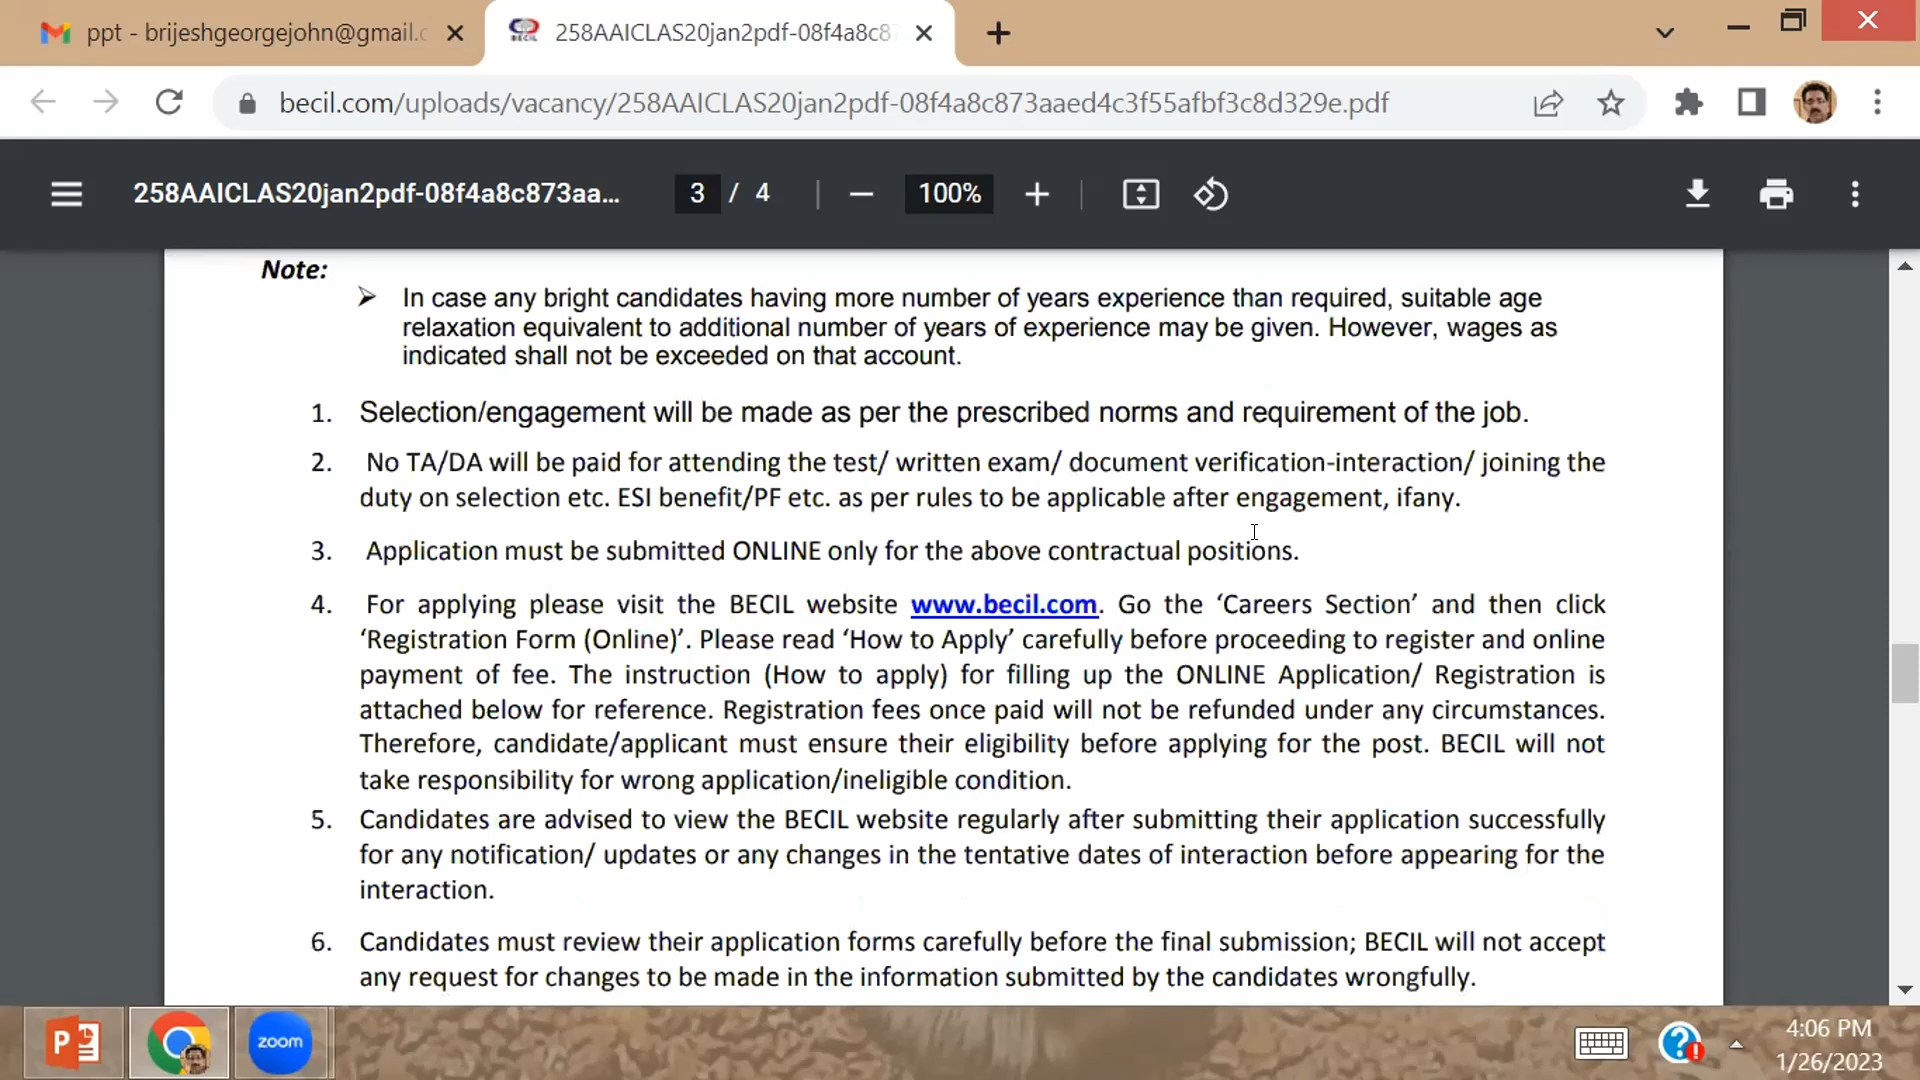 ppt - brijeshgeorgejohn@gmail.c
258AAICLAS20jan2pdf-08f4a8c87
becil.com/uploads/vacancy/258AAICLAS20jan2pdf-08f4a8c873aaed4c3f55afbf3c8d329e.pdf
258AAICLAS20jan2pdf-08f4a8c873aa...
3 / 4
100%
Note:
In case any bright candidates having more number of years experience than required, suitable age
relaxation equivalent to additional number of years of experience may be given. However, wages as
indicated shall not be exceeded on that account.
1. Selection/engagement will be made as per the prescribed norms and requirement of the job.
2. No TA/DA will be paid for attending the test/ written exam/ document verification-interaction/ joining the
duty on selection etc. ESI benefit/PF etc. as per rules to be applicable after engagement, ifany.
3. Application must be submitted ONLINE only for the above contractual positions.
4. For applying please visit the BECIL website www.becil.com. Go the ‘Careers Section’ and then click
‘Registration Form (Online)’. Please read ‘How to Apply’ carefully before proceeding to register and online
payment of fee. The instruction (How to apply) for filling up the ONLINE Application/ Registration is
attached below for reference. Registration fees once paid will not be refunded under any circumstances.
Therefore, candidate/applicant must ensure their eligibility before applying for the post. BECIL will not
take responsibility for wrong application/ineligible condition.
5. Candidates are advised to view the BECIL website regularly after submitting their application successfully
for any notification/ updates or any changes in the tentative dates of interaction before appearing for the
interaction.
6. Candidates must review their application forms carefully before the final submission; BECIL will not accept
any request for changes to be made in the information submitted by the candidates wrongfully.
zoom
4:06 PM
1/26/2023